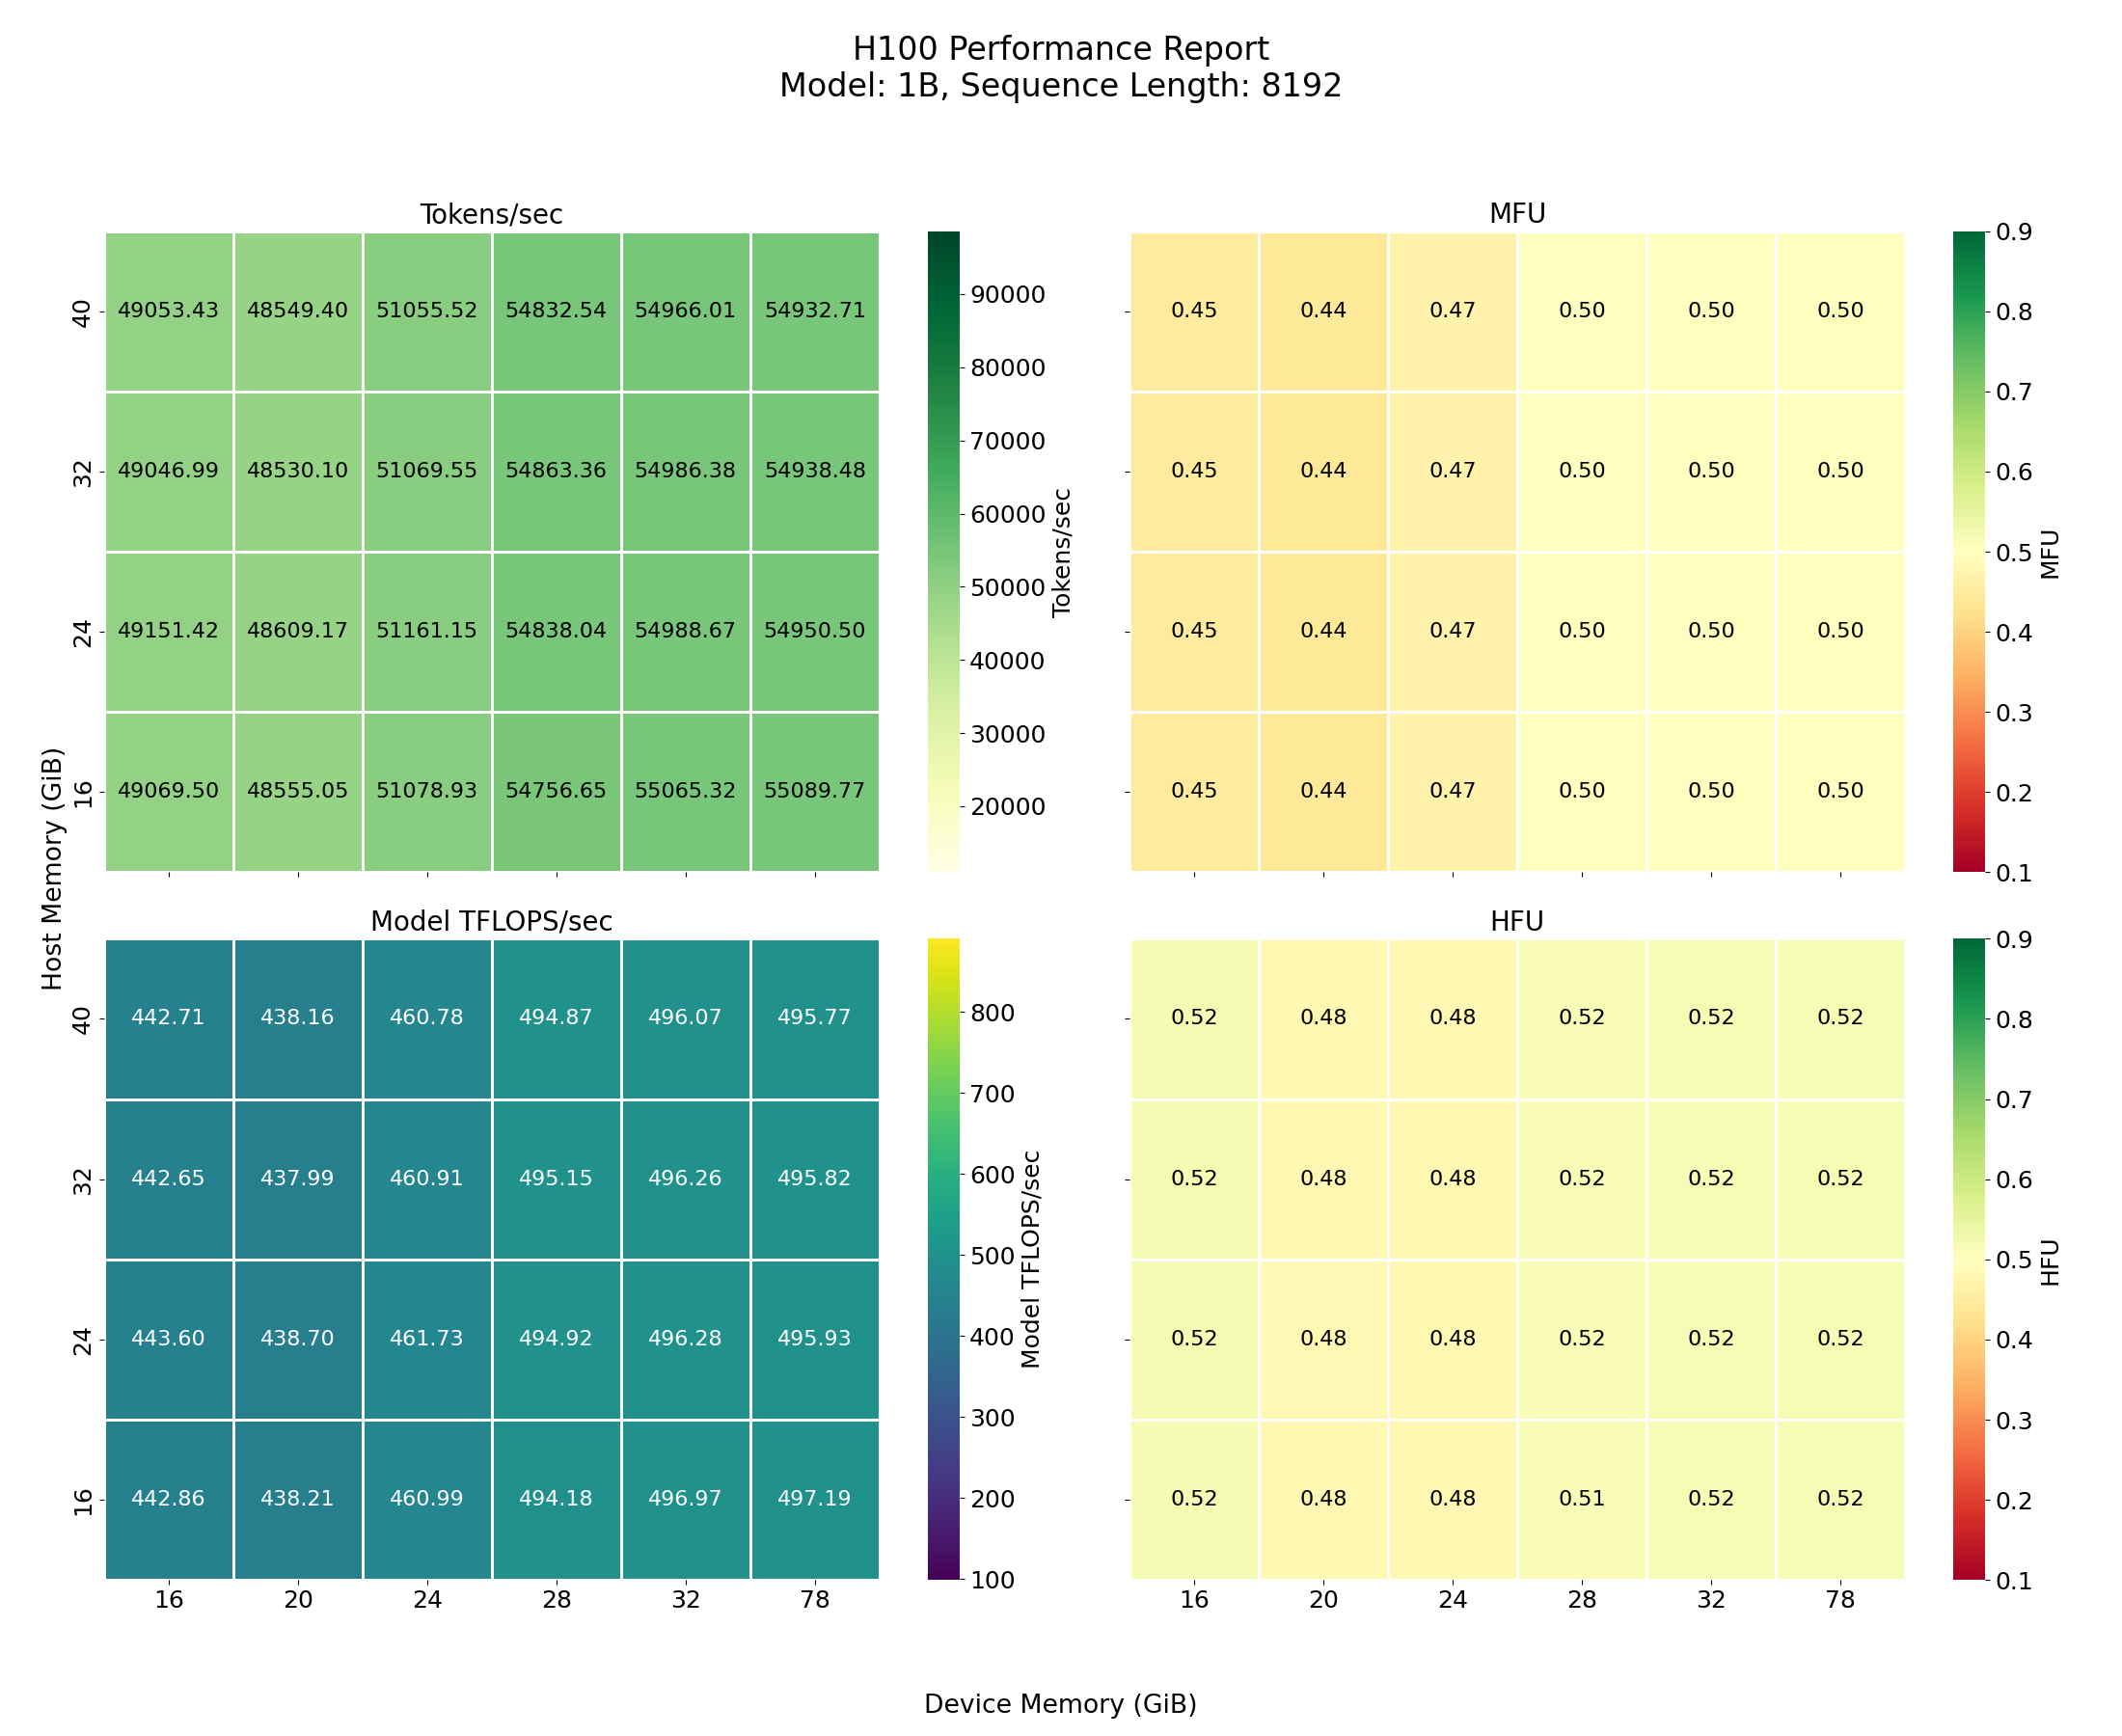 H100 Performance Report
Model: 1B, Sequence Length: 8192
Tokens/sec
40 49053.43 48549.40 51055.52 54832.54 54966.01 54932.71
32 49046.99 48530.10 51069.55 54863.36 54986.38 54938.48
24 49151.42 48609.17 51161.15 54838.04 54988.67 54950.50
16 49069.50 48555.05 51078.93 54756.65 55065.32 55089.77
90000
80000
70000
60000
50000
40000
30000
20000
Tokens/sec
MFU
0.45 0.44 0.47 0.50 0.50 0.50
0.45 0.44 0.47 0.50 0.50 0.50
0.45 0.44 0.47 0.50 0.50 0.50
0.45 0.44 0.47 0.50 0.50 0.50
0.9
0.8
0.7
0.6
0.5
0.4
0.3
0.2
0.1
MFU
Host Memory (GiB)
Model TFLOPS/sec
40 442.71 438.16 460.78 494.87 496.07 495.77
32 442.65 437.99 460.91 495.15 496.26 495.82
24 443.60 438.70 461.73 494.92 496.28 495.93
16 442.86 438.21 460.99 494.18 496.97 497.19
16 20 24 28 32 78
800
700
600
500
400
300
200
100
Model TFLOPS/sec
HFU
0.52 0.48 0.48 0.52 0.52 0.52
0.52 0.48 0.48 0.52 0.52 0.52
0.52 0.48 0.48 0.52 0.52 0.52
0.52 0.48 0.48 0.51 0.52 0.52
16 20 24 28 32 78
0.9
0.8
0.7
0.6
0.5
0.4
0.3
0.2
0.1
HFU
Device Memory (GiB)